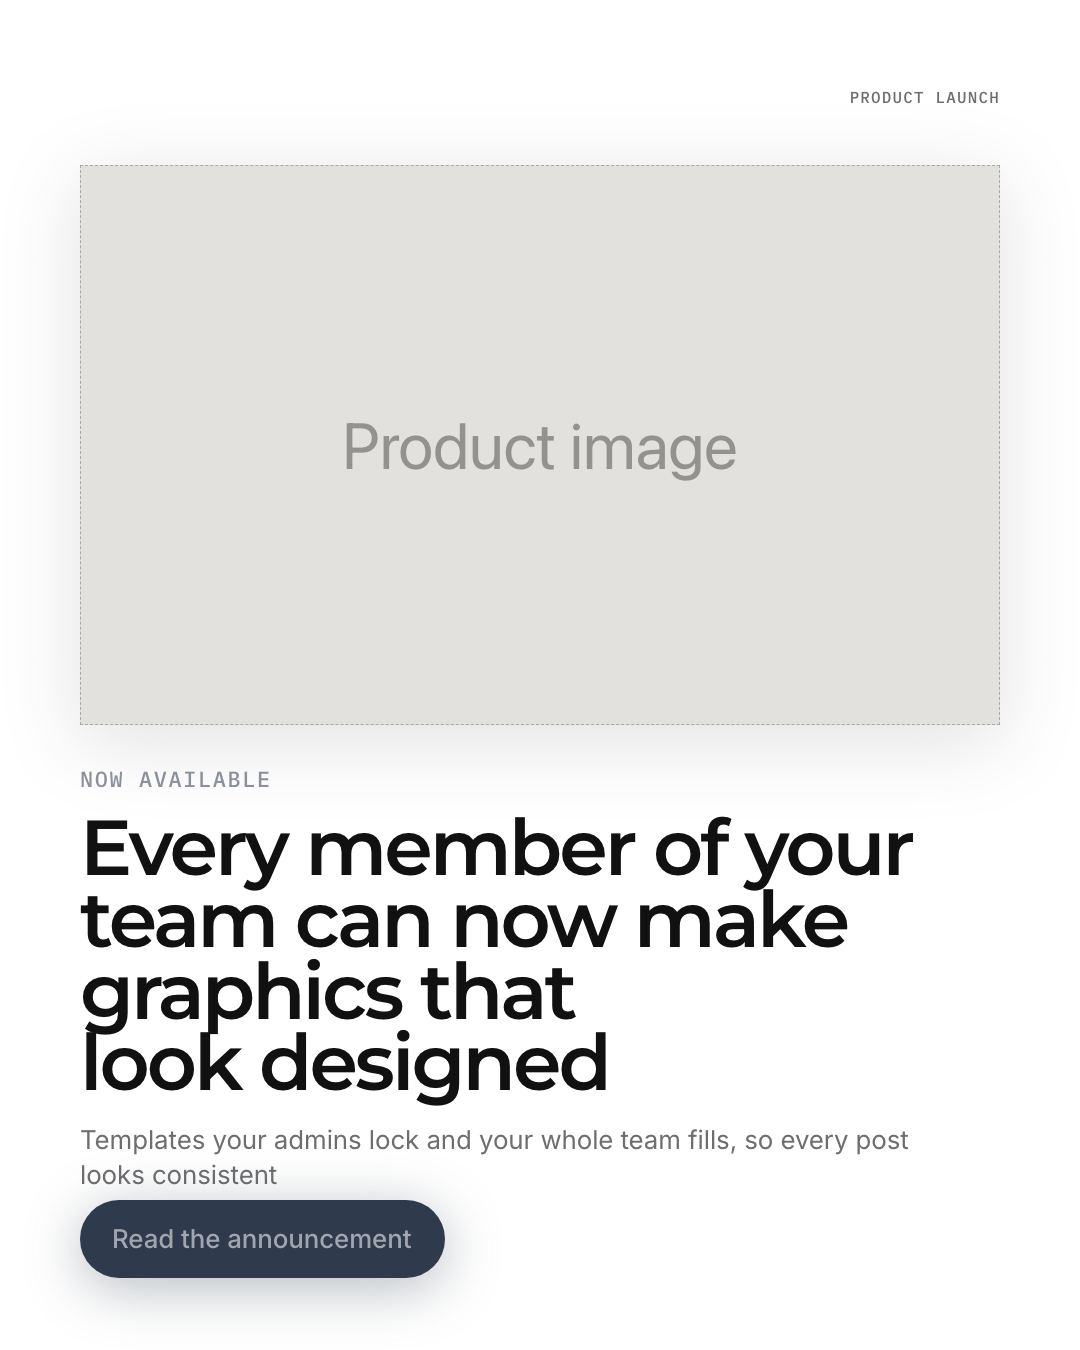 PRODUCT LAUNCH
Product image
NOW AVAILABLE
Every member of your
team can now make
graphics that
look designed
Templates your admins lock and your whole team fills, so every post
looks consistent
Read the announcement